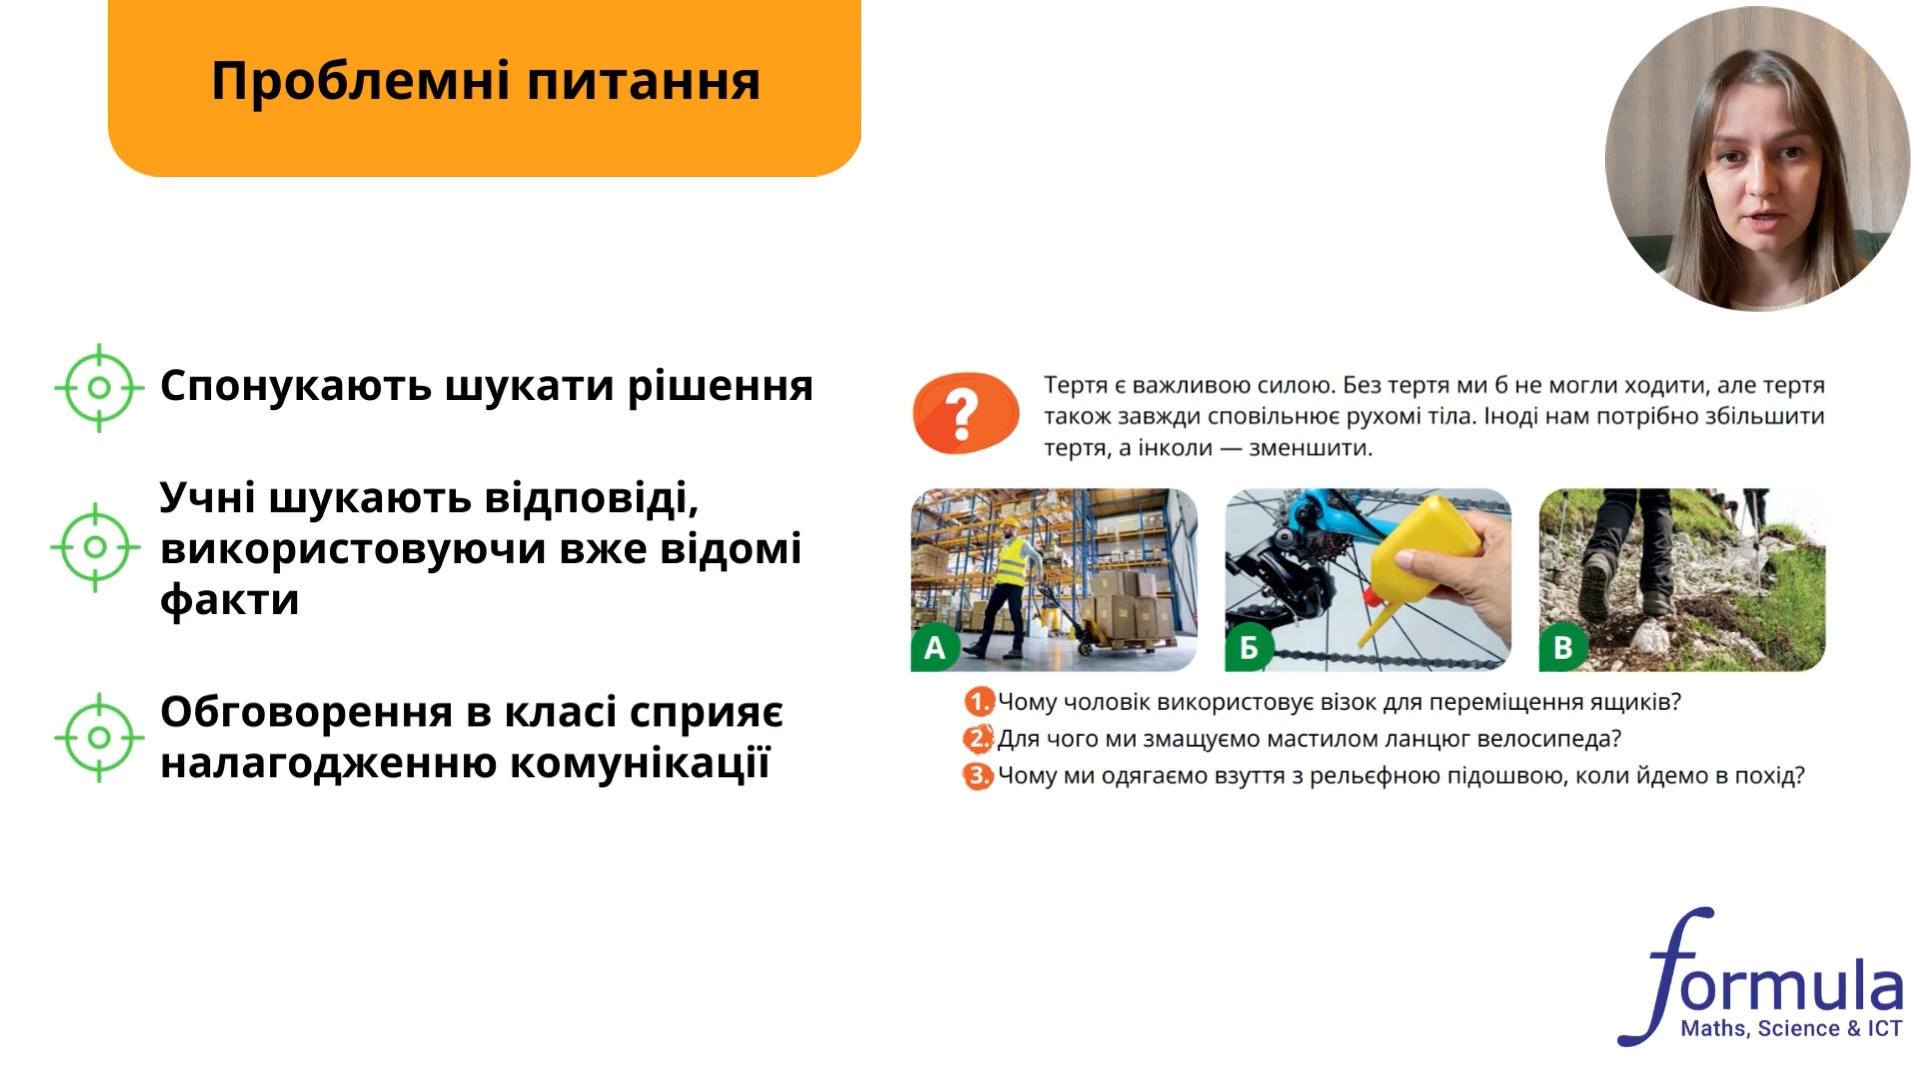 Проблемні питання
Спонукають шукати рішення
Учні шукають відповіді,
використовуючи вже відомі
факти
Обговорення в класі сприяє
налагодженню комунікації
?
Тертя є важливою силою. Без тертя ми б не могли ходити, але тертя
також завжди сповільнює рухомі тіла. Іноді нам потрібно збільшити
тертя, а інколи — зменшити.
А
Б
В
1. Чому чоловік використовує візок для переміщення ящиків?
2. Для чого ми змащуємо мастилом ланцюг велосипеда?
3. Чому ми одягаємо взуття з рельєфною підошвою, коли йдемо в похід?
formula
Maths, Science & ICT